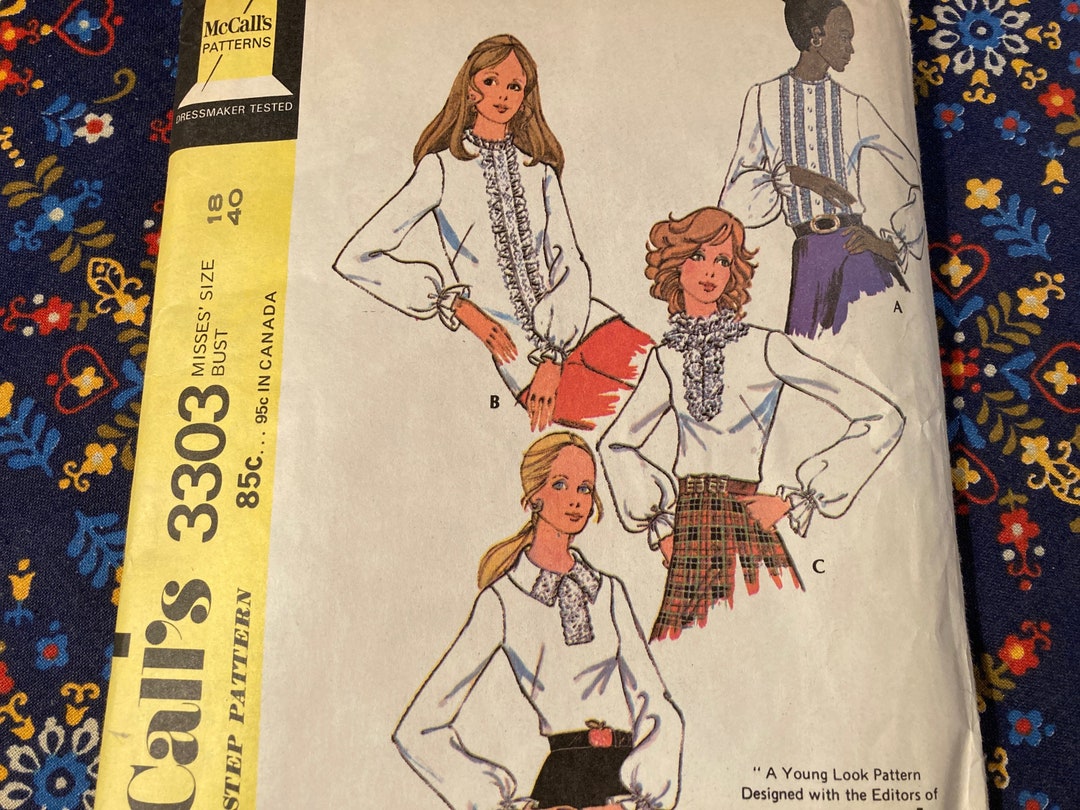 McCall's
PATTERNS
DRESSMAKER TESTED
18
40
MISSES' SIZE
BUST
3303
85c... 95c IN CANADA
Call's
STEP PATTERN
A
B
C
"A Young Look Pattern
Designed with the Editors of